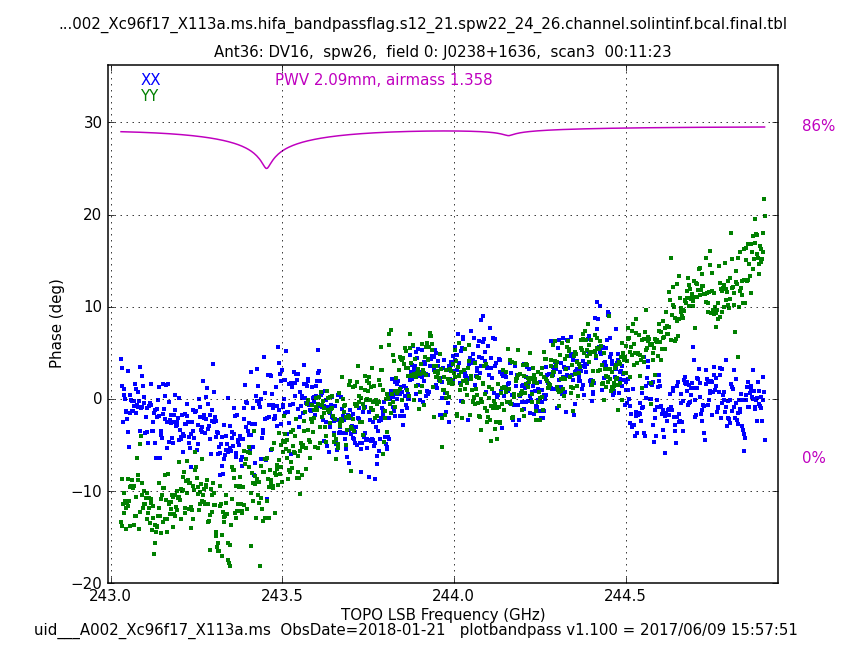 ...002_Xc96f17_X113a.ms.hifa_bandpassflag.s12_21.spw22_24_26.channel.solintinf.bcal.final.tbl
Ant36: DV16,  spw26,  field 0: J0238+1636,  scan3  00:11:23
XX
YY
PWV 2.09mm, airmass 1.358
86%
0%
30
20
10
0
−10
−20
Phase (deg)
243.0
243.5
244.0
244.5
TOPO LSB Frequency (GHz)
uid___A002_Xc96f17_X113a.ms  ObsDate=2018-01-21   plotbandpass v1.100 = 2017/06/09 15:57:51